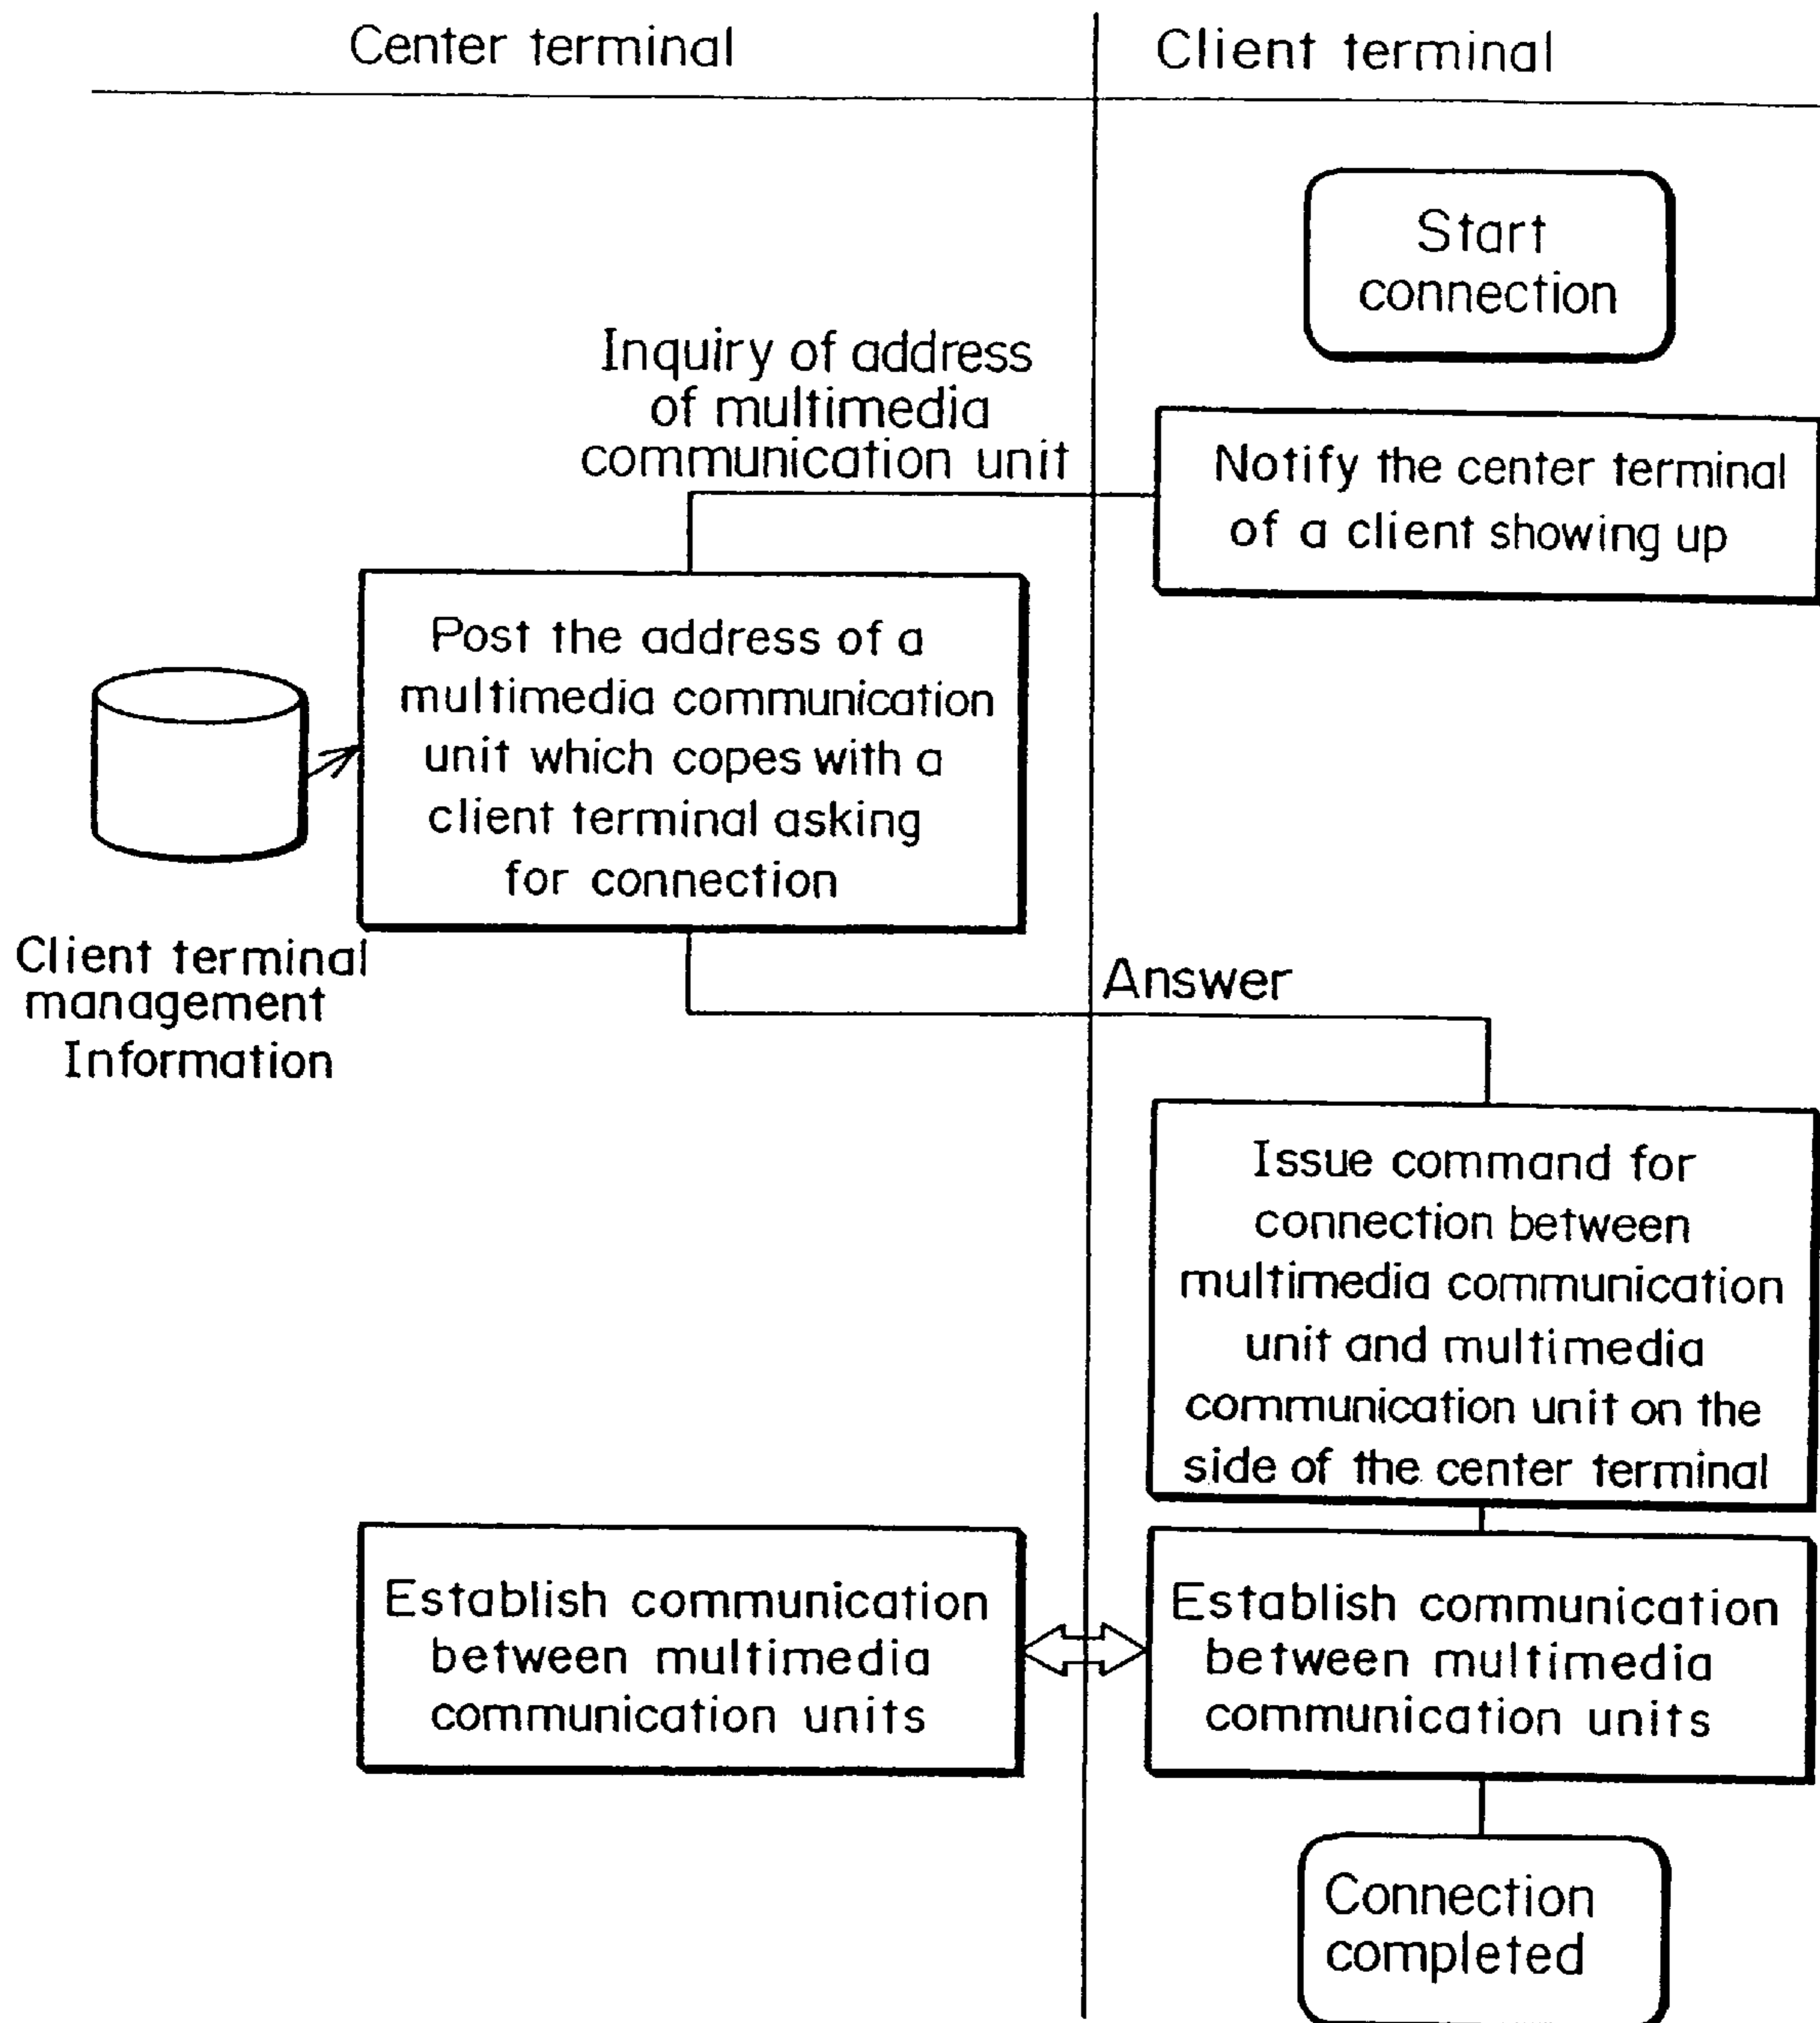 Center terminal
Client terminal
Start
connection
Inquiry of address
of multimedia
communication unit
Notify the center terminal
of a client showing up
Post the address of a
multimedia communication
unit which copes with a
client terminal asking
for connection
Client terminal
management
Information
Answer
Issue command for
connection between
multimedia communication
unit and multimedia
communication unit on the
side of the center terminal
Establish communication
between multimedia
communication units
Establish communication
between multimedia
communication units
Connection
completed